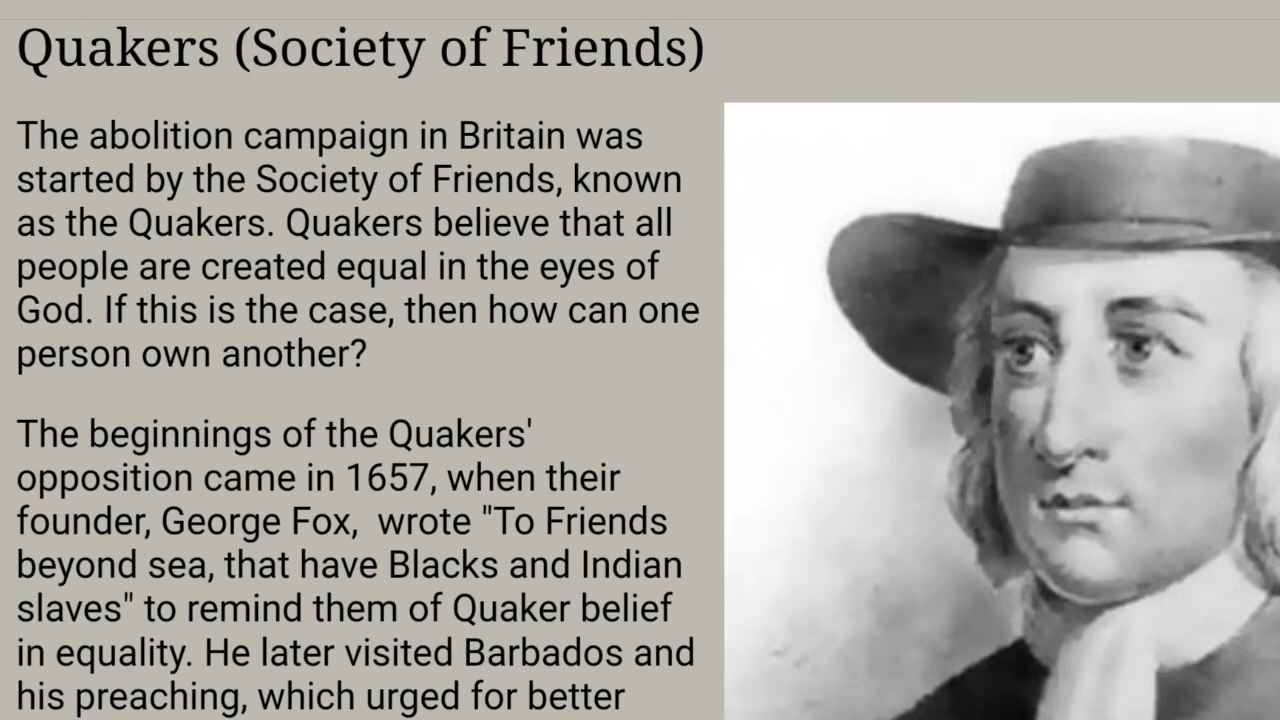 Quakers (Society of Friends)
The abolition campaign in Britain was
started by the Society of Friends, known
as the Quakers. Quakers believe that all
people are created equal in the eyes of
God. If this is the case, then how can one
person own another?
The beginnings of the Quakers'
opposition came in 1657, when their
founder, George Fox,  wrote "To Friends
beyond sea, that have Blacks and Indian
slaves" to remind them of Quaker belief
in equality. He later visited Barbados and
his preaching, which urged for better